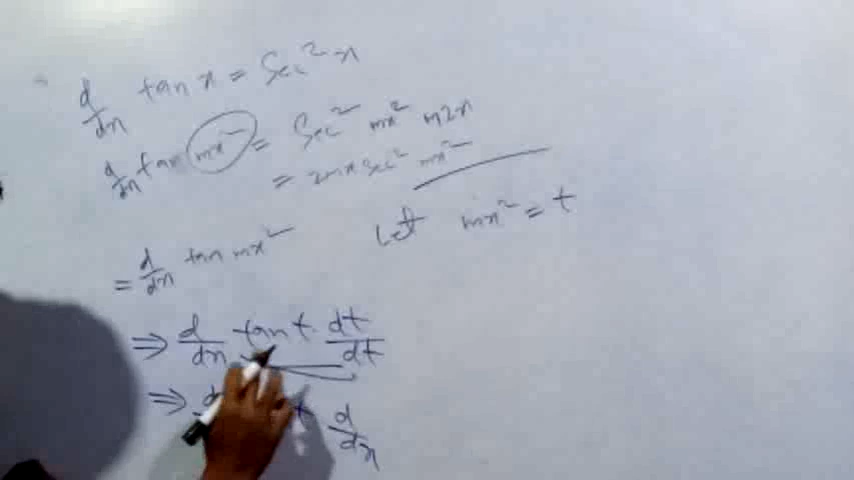 d/dx tan x = Sec² x
d/dx tan mx² = Sec² mx² m2x
= 2mx Sec² mx²
Let mx² = t
= d/dx tan mx²
⇒ d/dx tan t · dt/dt
⇒ d t d/dx